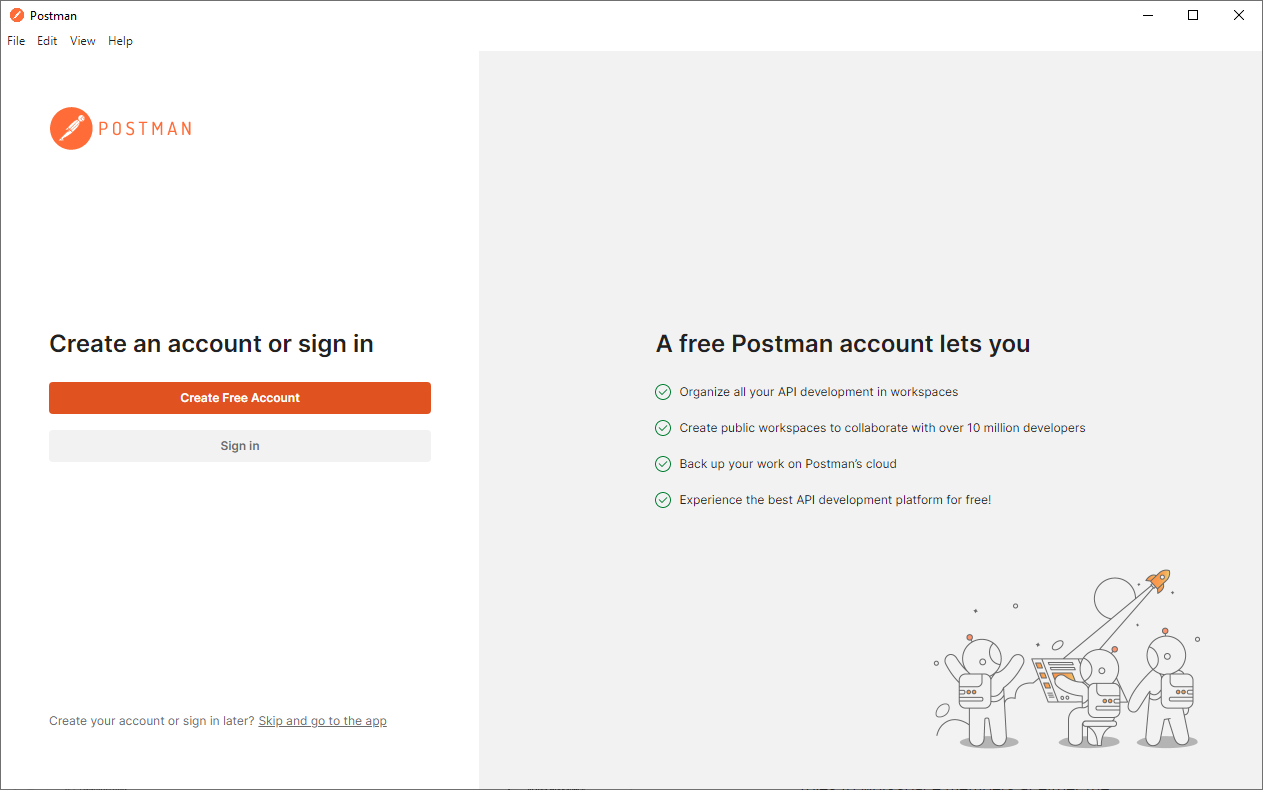 Postman
File Edit View Help
POSTMAN
Create an account or sign in
Create Free Account
Sign in
Create your account or sign in later? Skip and go to the app
A free Postman account lets you
Organize all your API development in workspaces
Create public workspaces to collaborate with over 10 million developers
Back up your work on Postman's cloud
Experience the best API development platform for free!